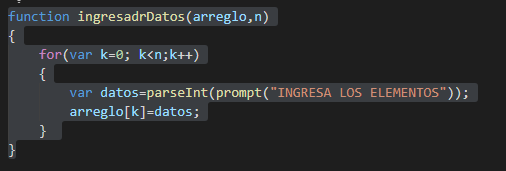 function ingresadrDatos(arreglo,n)
{
for(var k=0; k<n;k++)
{
var datos=parseInt(prompt("INGRESA LOS ELEMENTOS"));
arreglo[k]=datos;
}
}